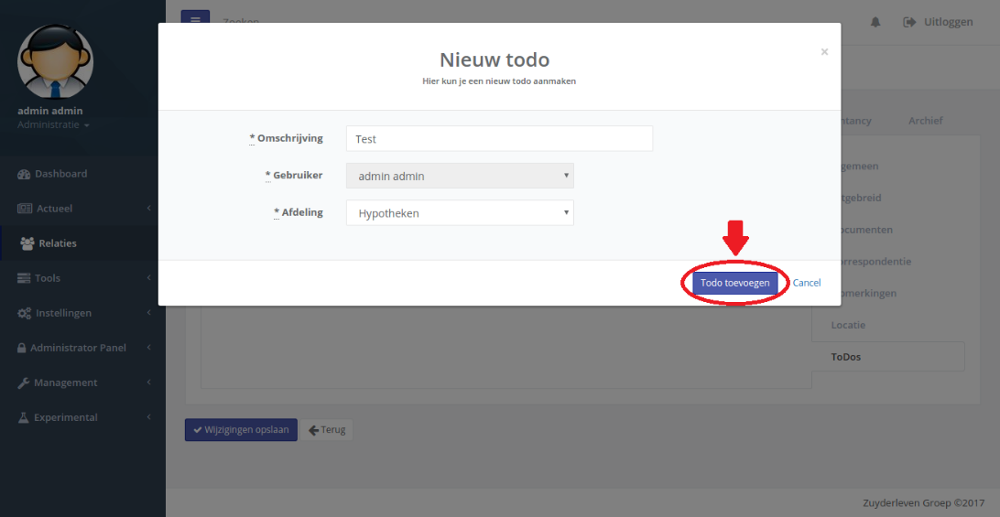 Zoeken
Uitloggen
admin admin
Administratie
Dashboard
Actueel
Relaties
Tools
Instellingen
Administrator Panel
Management
Experimental
Nieuw todo
×
Hier kun je een nieuw todo aanmaken
* Omschrijving
Test
* Gebruiker
admin admin
* Afdeling
Hypotheken
Todo toevoegen
Cancel
ntancy
Archief
gemeen
tgebreid
ocumenten
orrespondentie
pmerkingen
Locatie
ToDos
Wijzigingen opslaan
Terug
Zuyderleven Groep ©2017